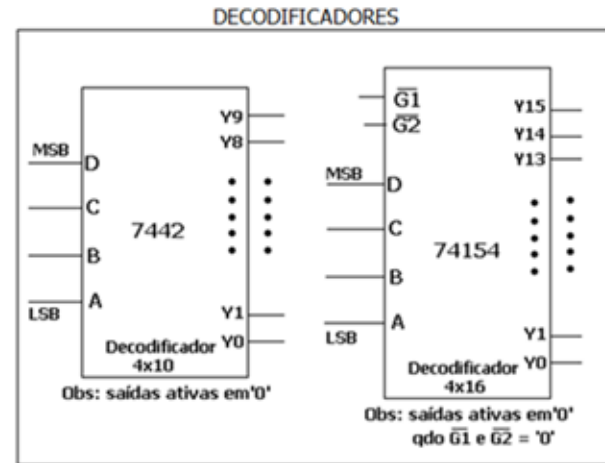 DECODIFICADORES
Y9
Y8
MSB
D
C
7442
B
A
LSB
Y1
Y0
Decodificador
4x10
Obs: saídas ativas em'0'
G1
G2
Y15
Y14
Y13
MSB
D
C
74154
B
A
LSB
Y1
Y0
Decodificador
4x16
Obs: saídas ativas em'0'
qdo G1 e G2 = '0'